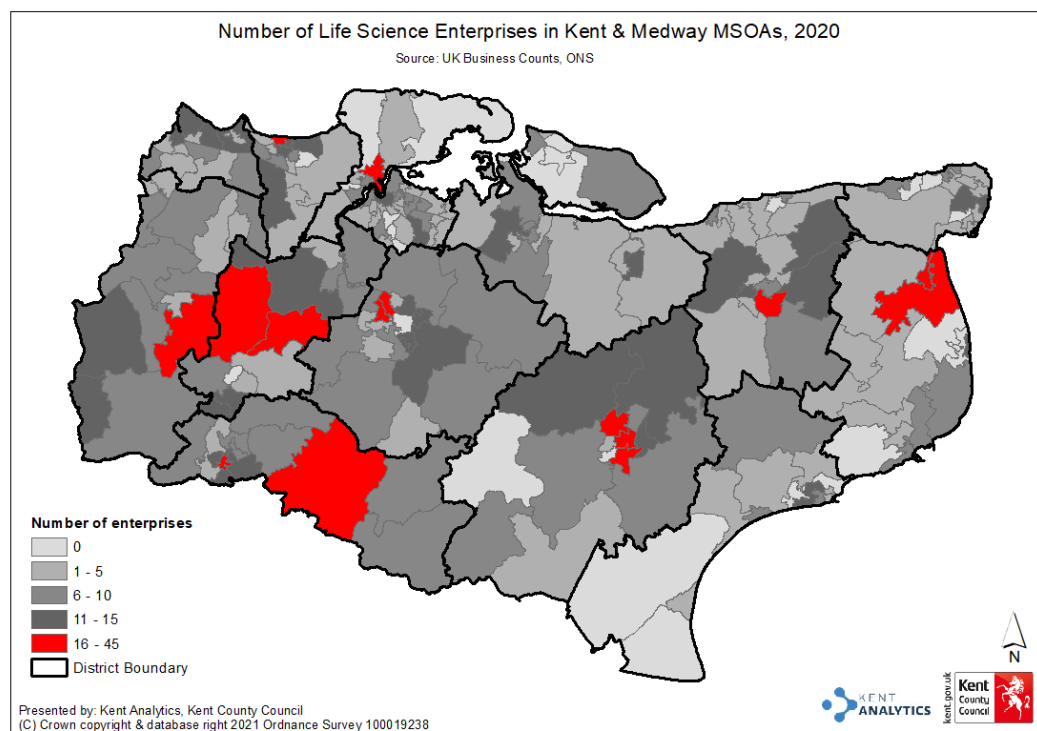 Number of Life Science Enterprises in Kent & Medway MSOAs, 2020
Source: UK Business Counts, ONS
Number of enterprises
0
1 - 5
6 - 10
11 - 15
16 - 45
District Boundary
N
Presented by: Kent Analytics, Kent County Council
(C) Crown copyright & database right 2021 Ordnance Survey 100019238
KENT
ANALYTICS
kent.gov.uk
Kent
County
Council